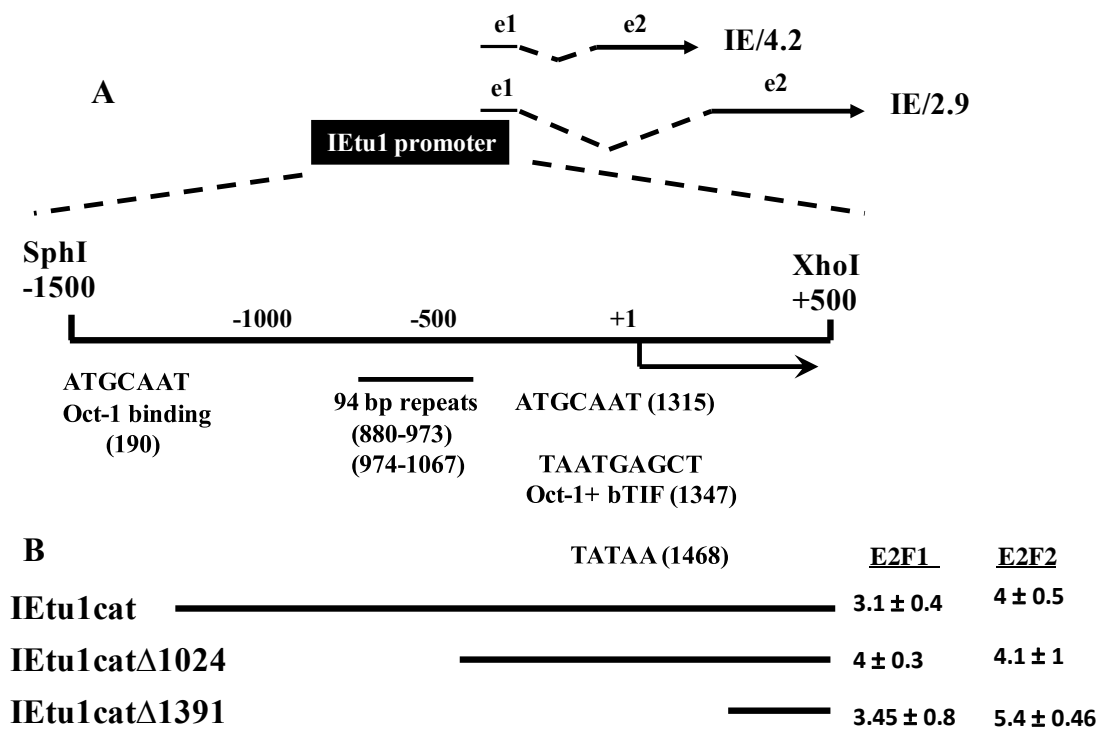 e1 e2 IE/4.2
A
e1 e2 IE/2.9
IEtu1 promoter
SphI
-1500
XhoI
+500
-1000 -500 +1
ATGCAAT
Oct-1 binding
(190)
94 bp repeats
(880-973)
(974-1067)
ATGCAAT (1315)
TAATGAGCT
Oct-1+ bTIF (1347)
TATAA (1468)
B
E2F1 E2F2
IEtu1cat 3.1 ± 0.4 4 ± 0.5
IEtu1catΔ1024 4 ± 0.3 4.1 ± 1
IEtu1catΔ1391 3.45 ± 0.8 5.4 ± 0.46